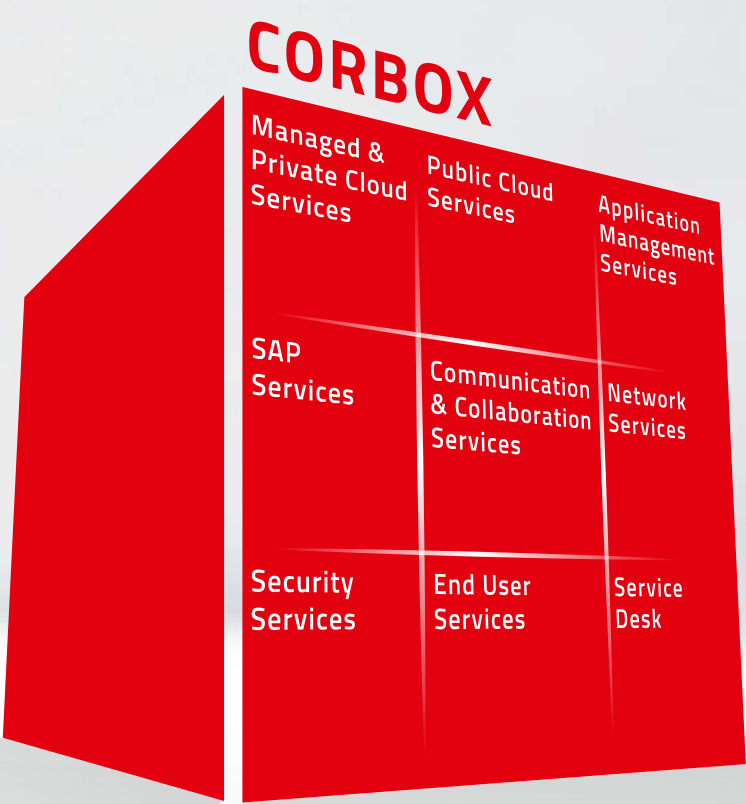 CORBOX
Managed &
Private Cloud
Services
Public Cloud
Services
Application
Management
Services
SAP
Services
Communication
& Collaboration
Services
Network
Services
Security
Services
End User
Services
Service
Desk